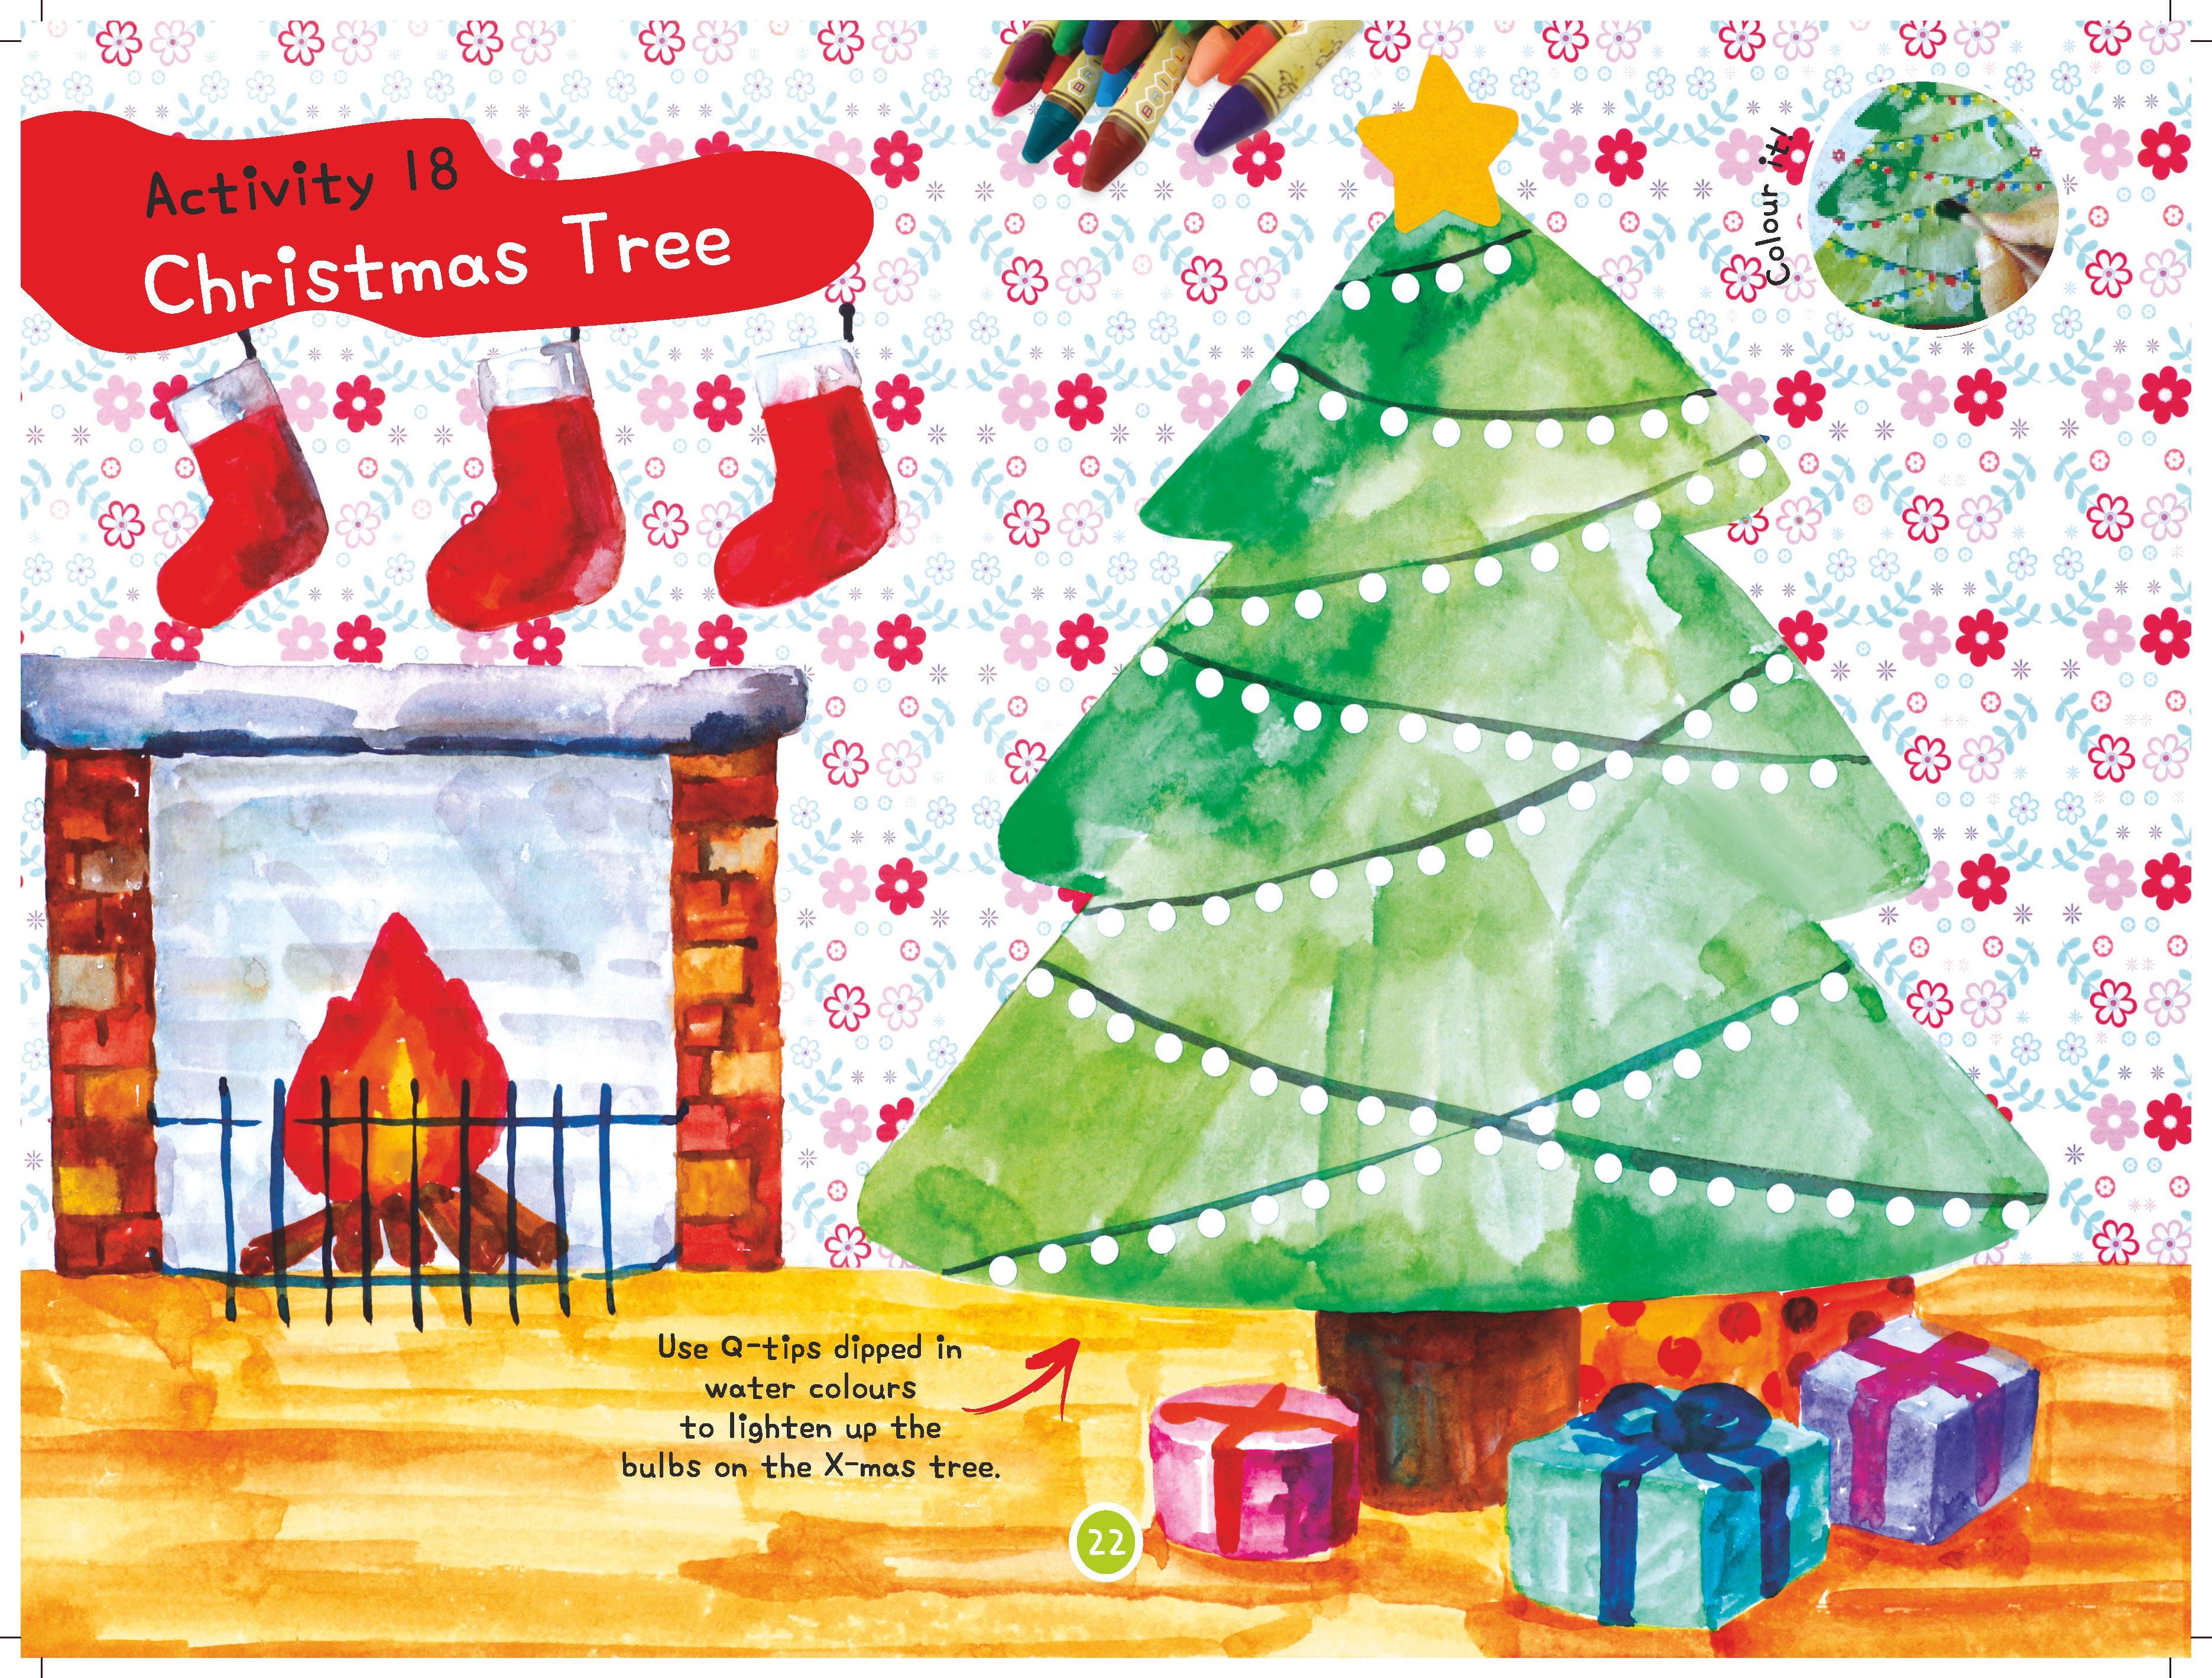 Activity 18
Christmas Tree
Colour it!
Use Q-tips dipped in
water colours
to lighten up the
bulbs on the X-mas tree.
22